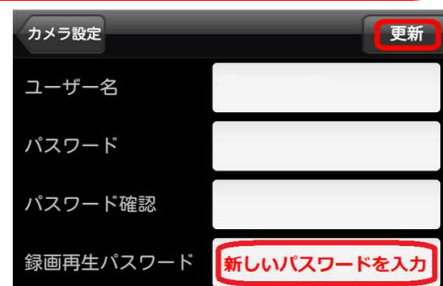 カメラ設定
更新
ユーザー名
パスワード
パスワード確認
録画再生パスワード
新しいパスワードを入力